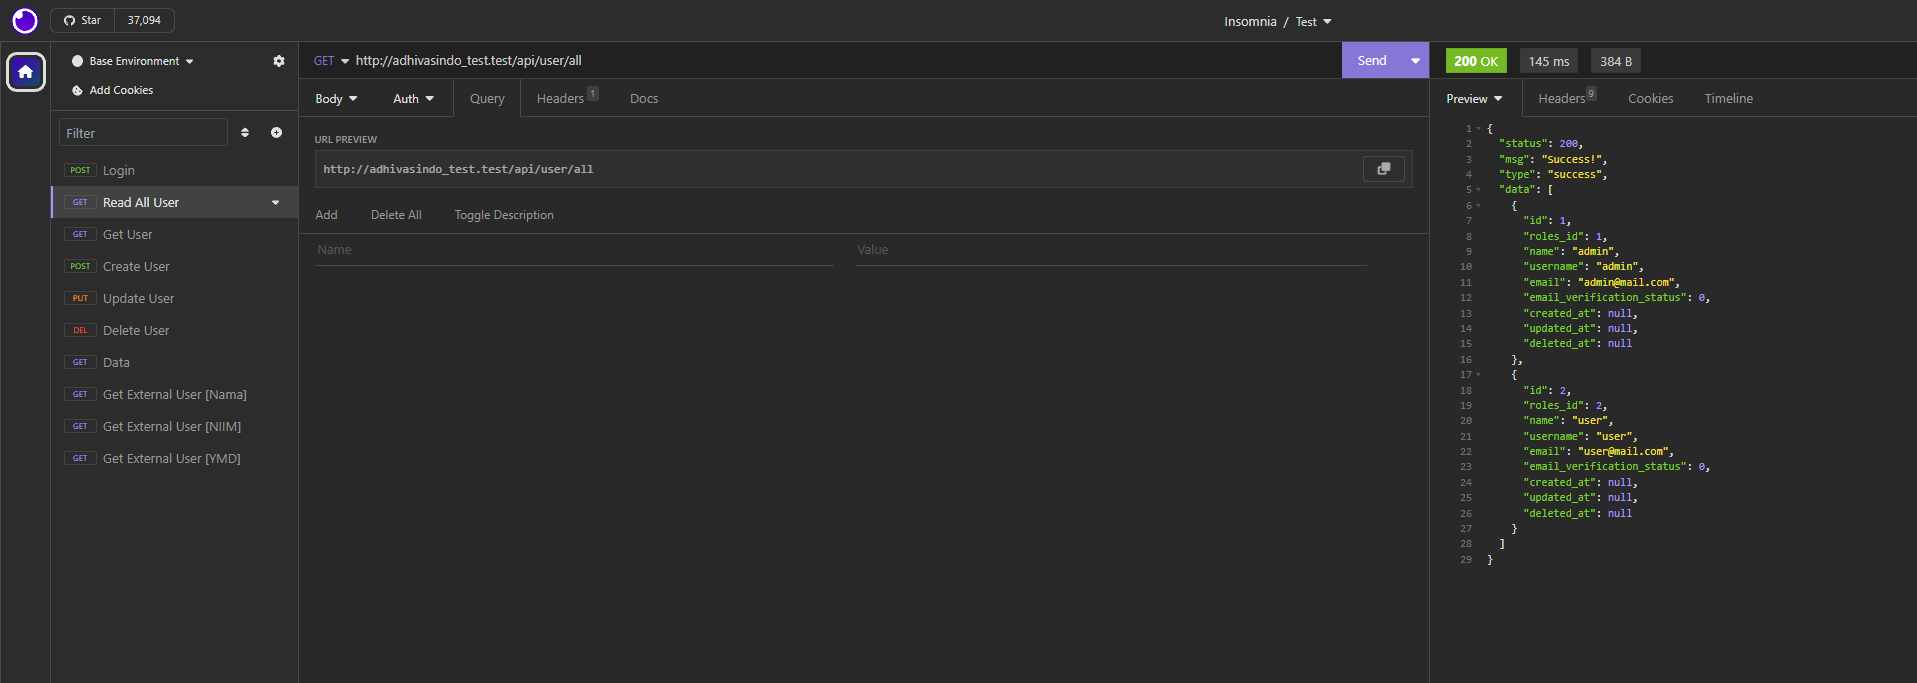 Star 37,094
Insomnia / Test
Base Environment
Add Cookies
Filter
POST Login
GET Read All User
GET Get User
POST Create User
PUT Update User
DEL Delete User
GET Data
GET Get External User [Nama]
GET Get External User [NIIM]
GET Get External User [YMD]
GET http://adhivasindo_test.test/api/user/all Send
Body Auth Query Headers 1 Docs
URL PREVIEW
http://adhivasindo_test.test/api/user/all
Add Delete All Toggle Description
Name Value
200 OK 145 ms 384 B
Preview Headers 9 Cookies Timeline
1 {
2 "status": 200,
3 "msg": "Success!",
4 "type": "success",
5 "data": [
6 {
7 "id": 1,
8 "roles_id": 1,
9 "name": "admin",
10 "username": "admin",
11 "email": "admin@mail.com",
12 "email_verification_status": 0,
13 "created_at": null,
14 "updated_at": null,
15 "deleted_at": null
16 },
17 {
18 "id": 2,
19 "roles_id": 2,
20 "name": "user",
21 "username": "user",
22 "email": "user@mail.com",
23 "email_verification_status": 0,
24 "created_at": null,
25 "updated_at": null,
26 "deleted_at": null
27 }
28 ]
29 }